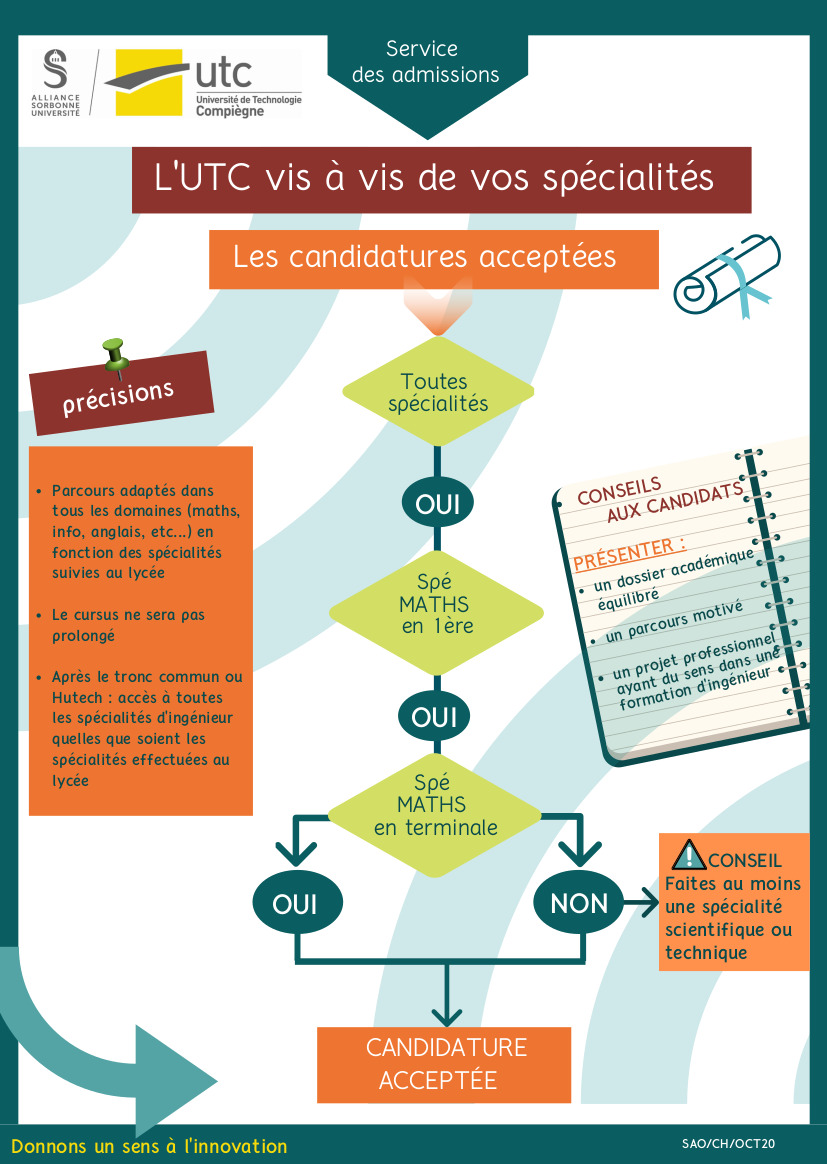 Service
des admissions
ALLIANCE
SORBONNE
UNIVERSITÉ
utc
Université de Technologie
Compiègne
L'UTC vis à vis de vos spécialités
Les candidatures acceptées
Toutes
spécialités
OUI
Spé
MATHS
en 1ère
OUI
Spé
MATHS
en terminale
OUI
NON
CANDIDATURE
ACCEPTÉE
précisions
• Parcours adaptés dans
tous les domaines (maths,
info, anglais, etc...) en
fonction des spécialités
suivies au lycée
• Le cursus ne sera pas
prolongé
• Après le tronc commun ou
Hutech : accès à toutes
les spécialités d'ingénieur
quelles que soient les
spécialités effectuées au
lycée
CONSEILS
AUX CANDIDATS
PRÉSENTER :
• un dossier académique
équilibré
• un parcours motivé
• un projet professionnel
ayant du sens dans une
formation d'ingénieur
CONSEIL
Faites au moins
une spécialité
scientifique ou
technique
Donnons un sens à l'innovation
SAO/CH/OCT20